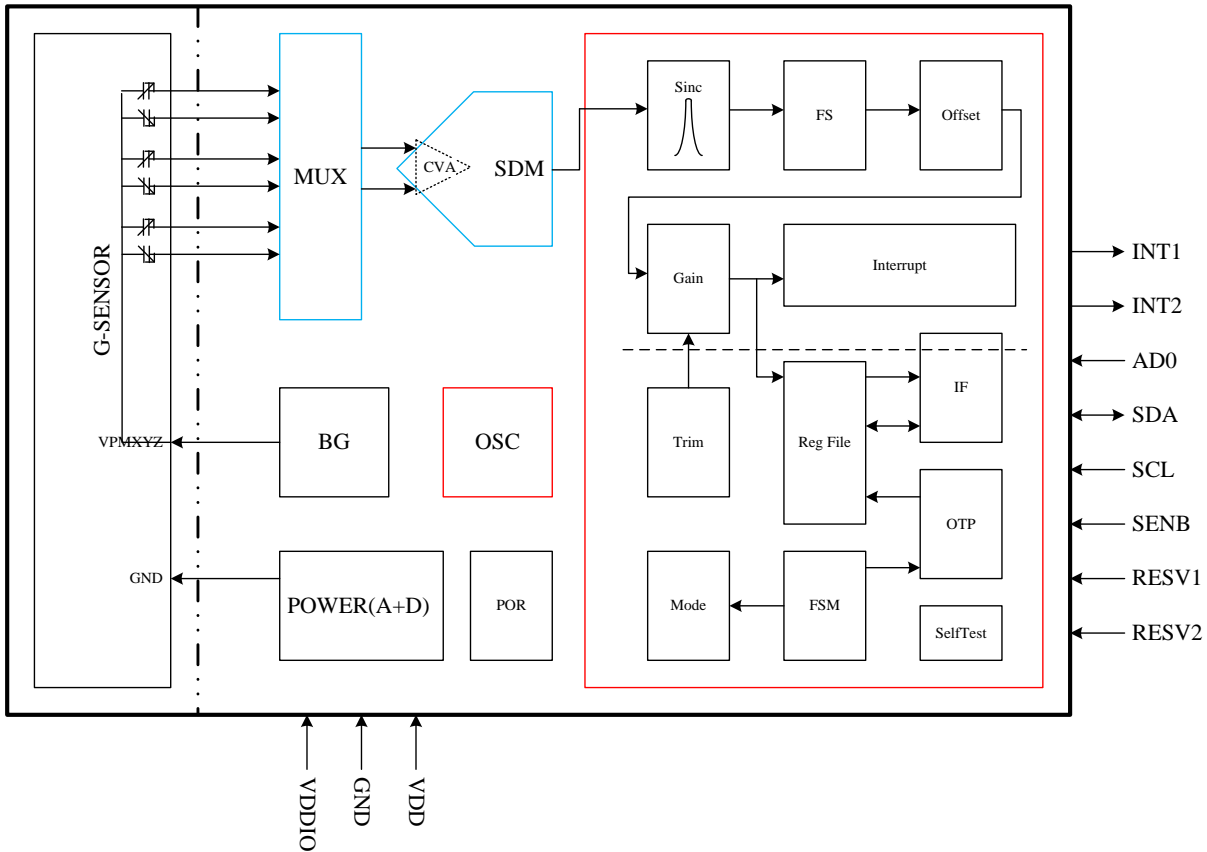 G-SENSOR
VPMXYZ
GND
MUX
CVA
SDM
BG
OSC
POWER(A+D)
POR
Sinc
FS
Offset
Gain
Interrupt
Trim
Reg File
IF
OTP
Mode
FSM
SelfTest
INT1
INT2
AD0
SDA
SCL
SENB
RESV1
RESV2
VDDIO
GND
VDD